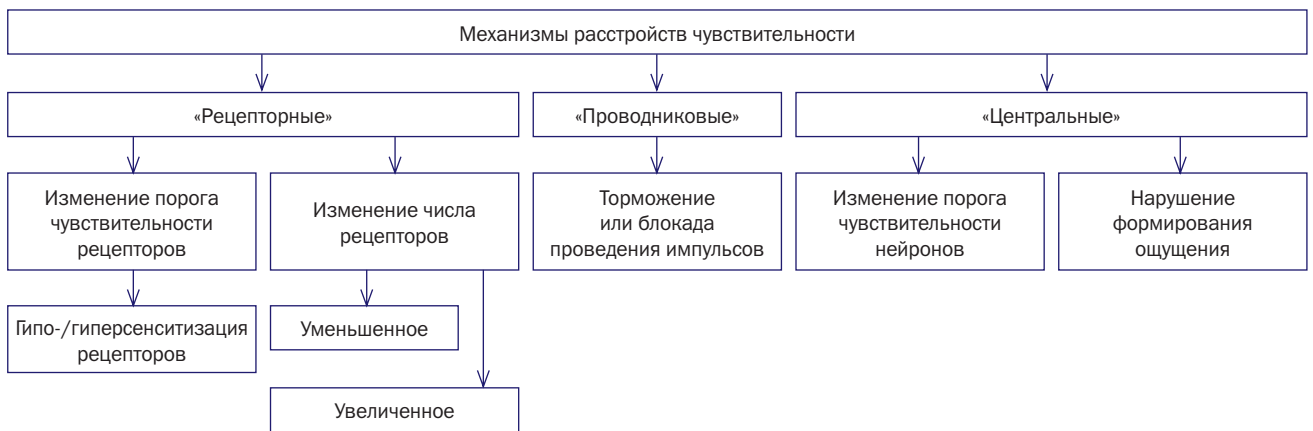 Механизмы расстройств чувствительности
«Рецепторные»
«Проводниковые»
«Центральные»
Изменение порога
чувствительности
рецепторов
Изменение числа
рецепторов
Торможение
или блокада
проведения импульсов
Изменение порога
чувствительности
нейронов
Нарушение
формирования
ощущения
Гипо-/гиперсенситизация
рецепторов
Уменьшенное
Увеличенное